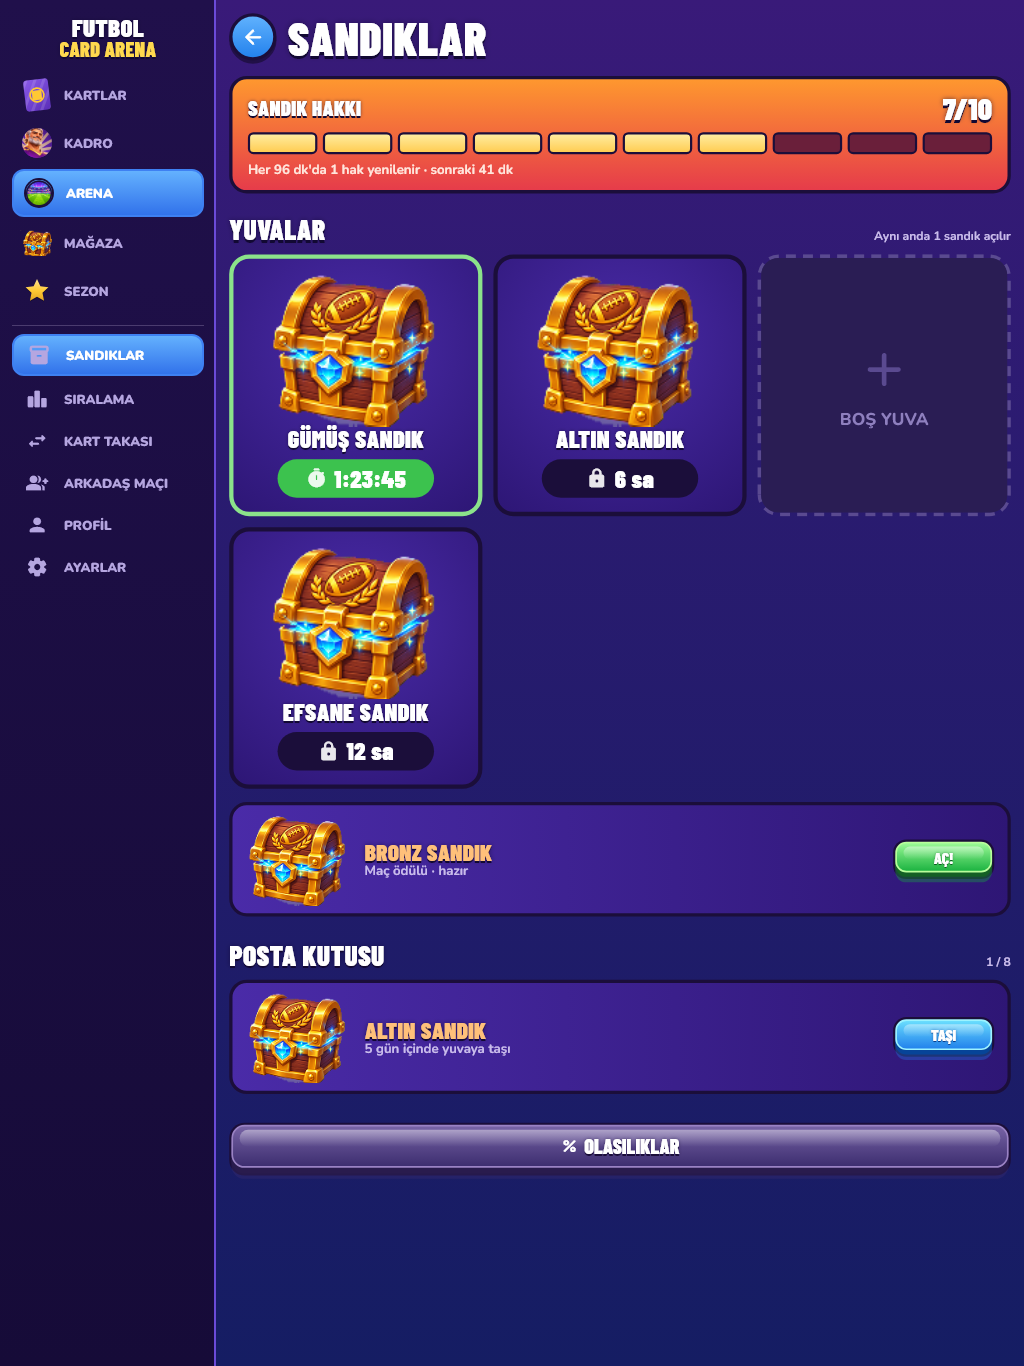 FUTBOL
CARD ARENA
KARTLAR
KADRO
ARENA
MAĞAZA
SEZON
SANDIKLAR
SIRALAMA
KART TAKASI
ARKADAŞ MAÇI
PROFİL
AYARLAR
SANDIKLAR
SANDIK HAKKI
7/10
Her 96 dk'da 1 hak yenilenir · sonraki 41 dk
YUVALAR
Aynı anda 1 sandık açılır
GÜMÜŞ SANDIK
1:23:45
ALTIN SANDIK
6 sa
BOŞ YUVA
EFSANE SANDIK
12 sa
BRONZ SANDIK
Maç ödülü · hazır
AÇ!
POSTA KUTUSU
1 / 8
ALTIN SANDIK
5 gün içinde yuvaya taşı
TAŞI
% OLASILIKLAR